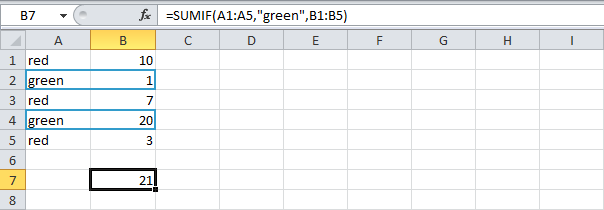 B7 fx =SUMIF(A1:A5,"green",B1:B5)
A B C D E F G H I
1 red 10
2 green 1
3 red 7
4 green 20
5 red 3
6
7 21
8